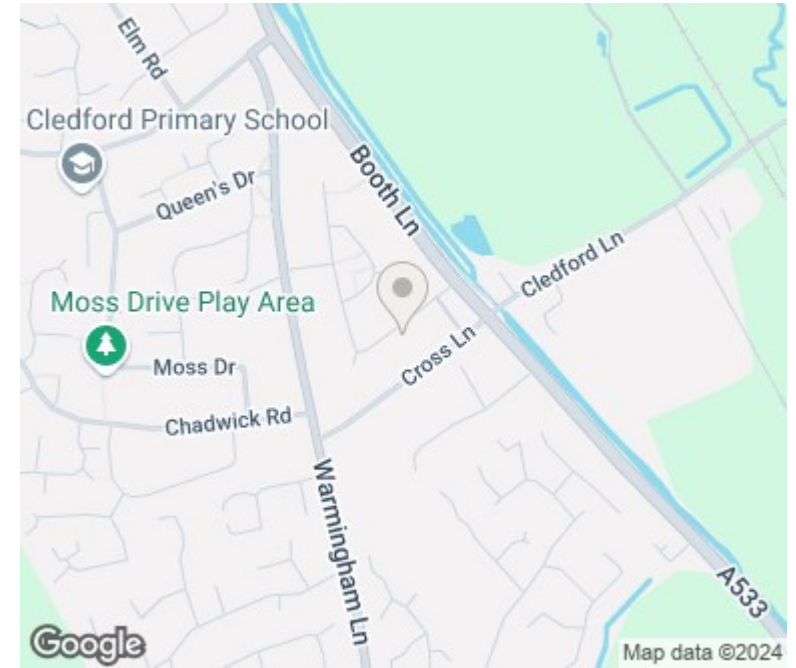 Elm Rd
Cledford Primary School
Queen's Dr
Booth Ln
Cledford Ln
Moss Drive Play Area
Moss Dr
Cross Ln
Chadwick Rd
Warmingham Ln
A533
Google
Map data ©2024